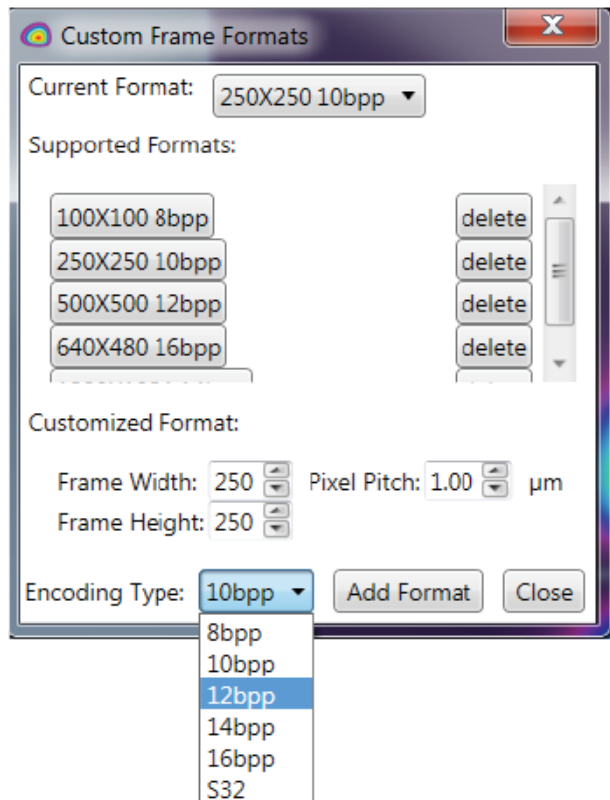 Custom Frame Formats
Current Format: 250X250 10bpp
Supported Formats:
100X100 8bpp delete
250X250 10bpp delete
500X500 12bpp delete
640X480 16bpp delete
Customized Format:
Frame Width: 250 Pixel Pitch: 1.00 µm
Frame Height: 250
Encoding Type: 10bpp Add Format Close
8bpp
10bpp
12bpp
14bpp
16bpp
S32